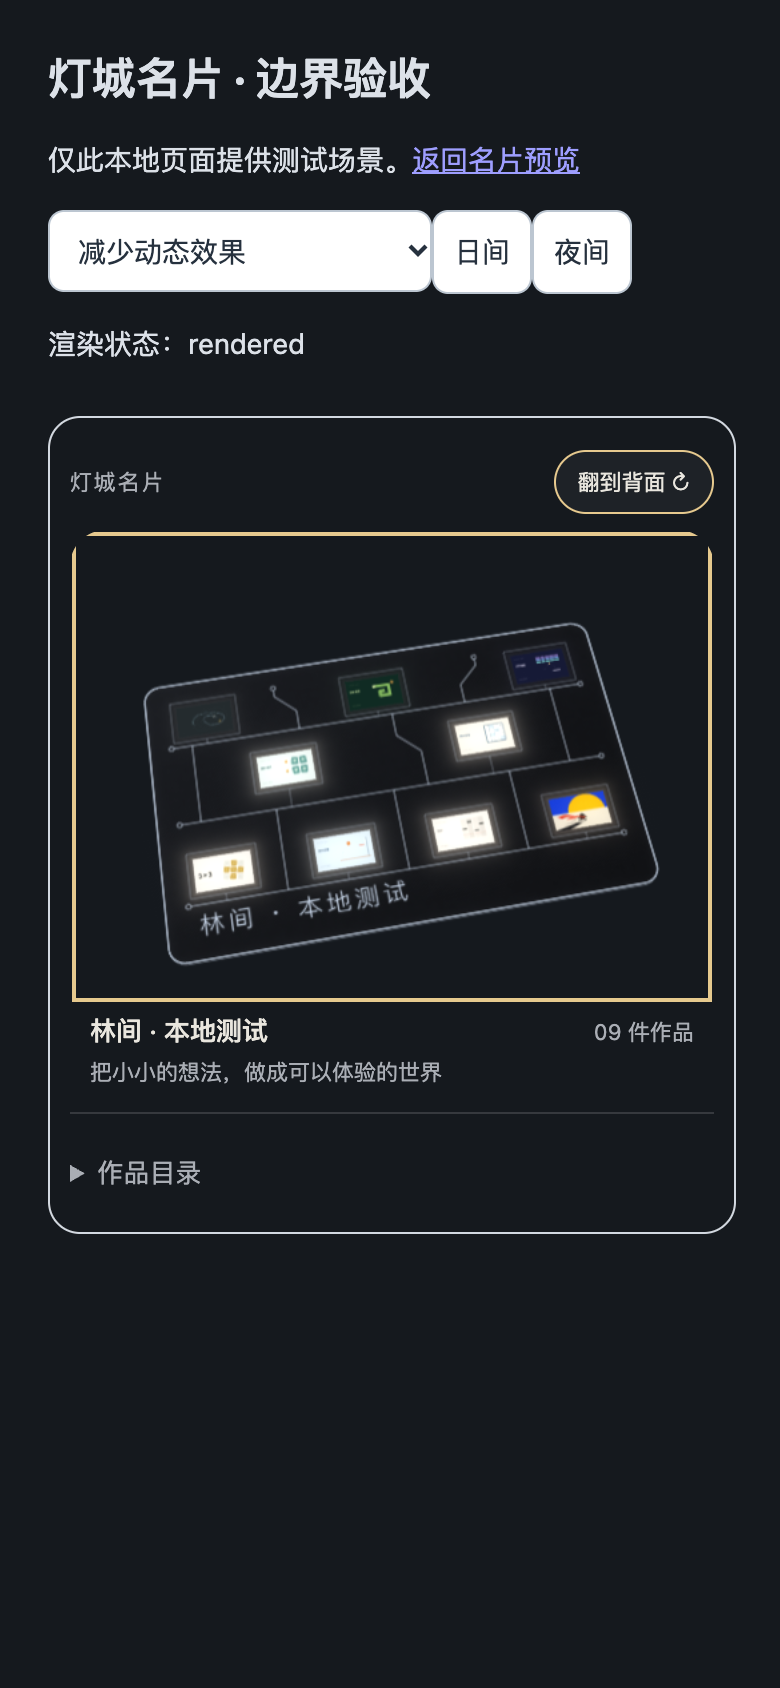 灯城名片 · 边界验收
仅此本地页面提供测试场景。返回名片预览
减少动态效果
日间
夜间
渲染状态：rendered
灯城名片
翻到背面 ↻
林间 · 本地测试
林间 · 本地测试
09 件作品
把小小的想法，做成可以体验的世界
▶ 作品目录